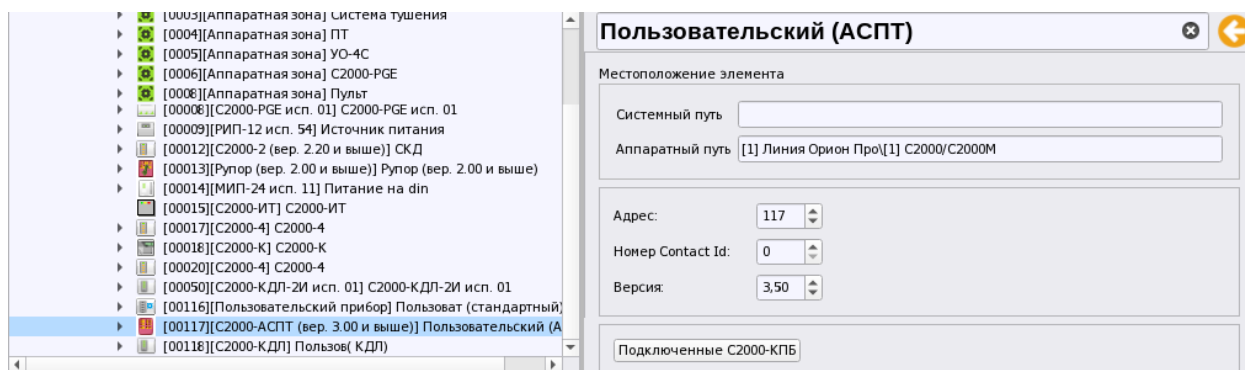 [0003][Аппаратная зона] Система тушения
[0004][Аппаратная зона] ПТ
[0005][Аппаратная зона] УО-4С
[0006][Аппаратная зона] С2000-PGE
[0008][Аппаратная зона] Пульт
[00008][С2000-PGE исп. 01] С2000-PGE исп. 01
[00009][РИП-12 исп. 54] Источник питания
[00012][С2000-2 (вер. 2.20 и выше)] СКД
[00013][Рупор (вер. 2.00 и выше)] Рупор (вер. 2.00 и выше)
[00014][МИП-24 исп. 11] Питание на din
[00015][С2000-ИТ] С2000-ИТ
[00017][С2000-4] С2000-4
[00018][С2000-К] С2000-К
[00020][С2000-4] С2000-4
[00050][С2000-КДЛ-2И исп. 01] С2000-КДЛ-2И исп. 01
[00116][Пользовательский прибор] Пользоват (стандартный)
[00117][С2000-АСПТ (вер. 3.00 и выше)] Пользовательский (А
[00118][С2000-КДЛ] Пользов( КДЛ)
Пользовательский (АСПТ)
Местоположение элемента
Системный путь
Аппаратный путь [1] Линия Орион Про\[1] С2000/С2000М
Адрес: 117
Номер Contact Id: 0
Версия: 3,50
Подключенные С2000-КПБ